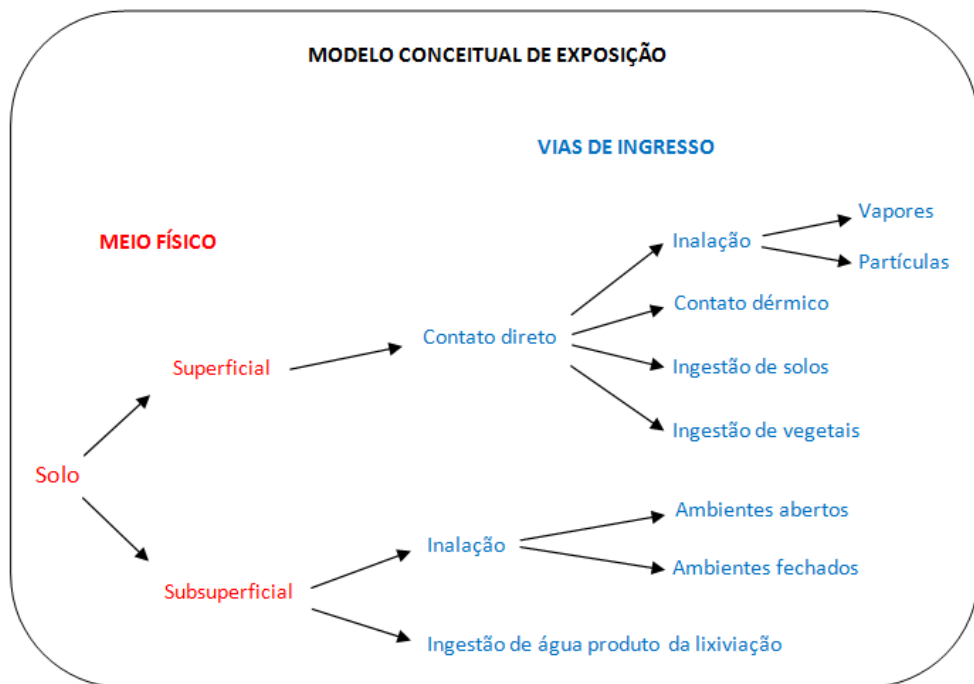 MODELO CONCEITUAL DE EXPOSIÇÃO
VIAS DE INGRESSO
MEIO FÍSICO
Vapores
Inalação
Partículas
Contato dérmico
Contato direto
Superficial
Ingestão de solos
Ingestão de vegetais
Solo
Ambientes abertos
Inalação
Ambientes fechados
Subsuperficial
Ingestão de água produto da lixiviação